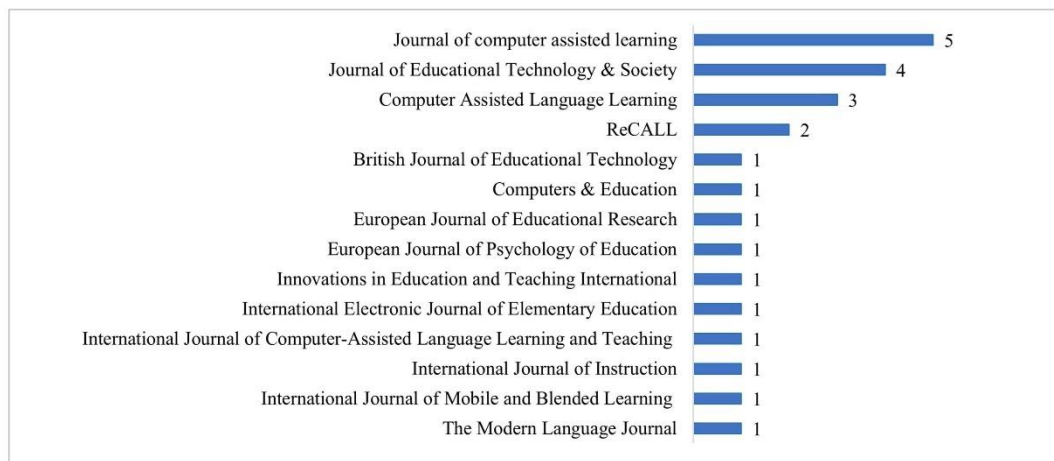 Journal of computer assisted learning 5
Journal of Educational Technology & Society 4
Computer Assisted Language Learning 3
ReCALL 2
British Journal of Educational Technology 1
Computers & Education 1
European Journal of Educational Research 1
European Journal of Psychology of Education 1
Innovations in Education and Teaching International 1
International Electronic Journal of Elementary Education 1
International Journal of Computer-Assisted Language Learning and Teaching 1
International Journal of Instruction 1
International Journal of Mobile and Blended Learning 1
The Modern Language Journal 1